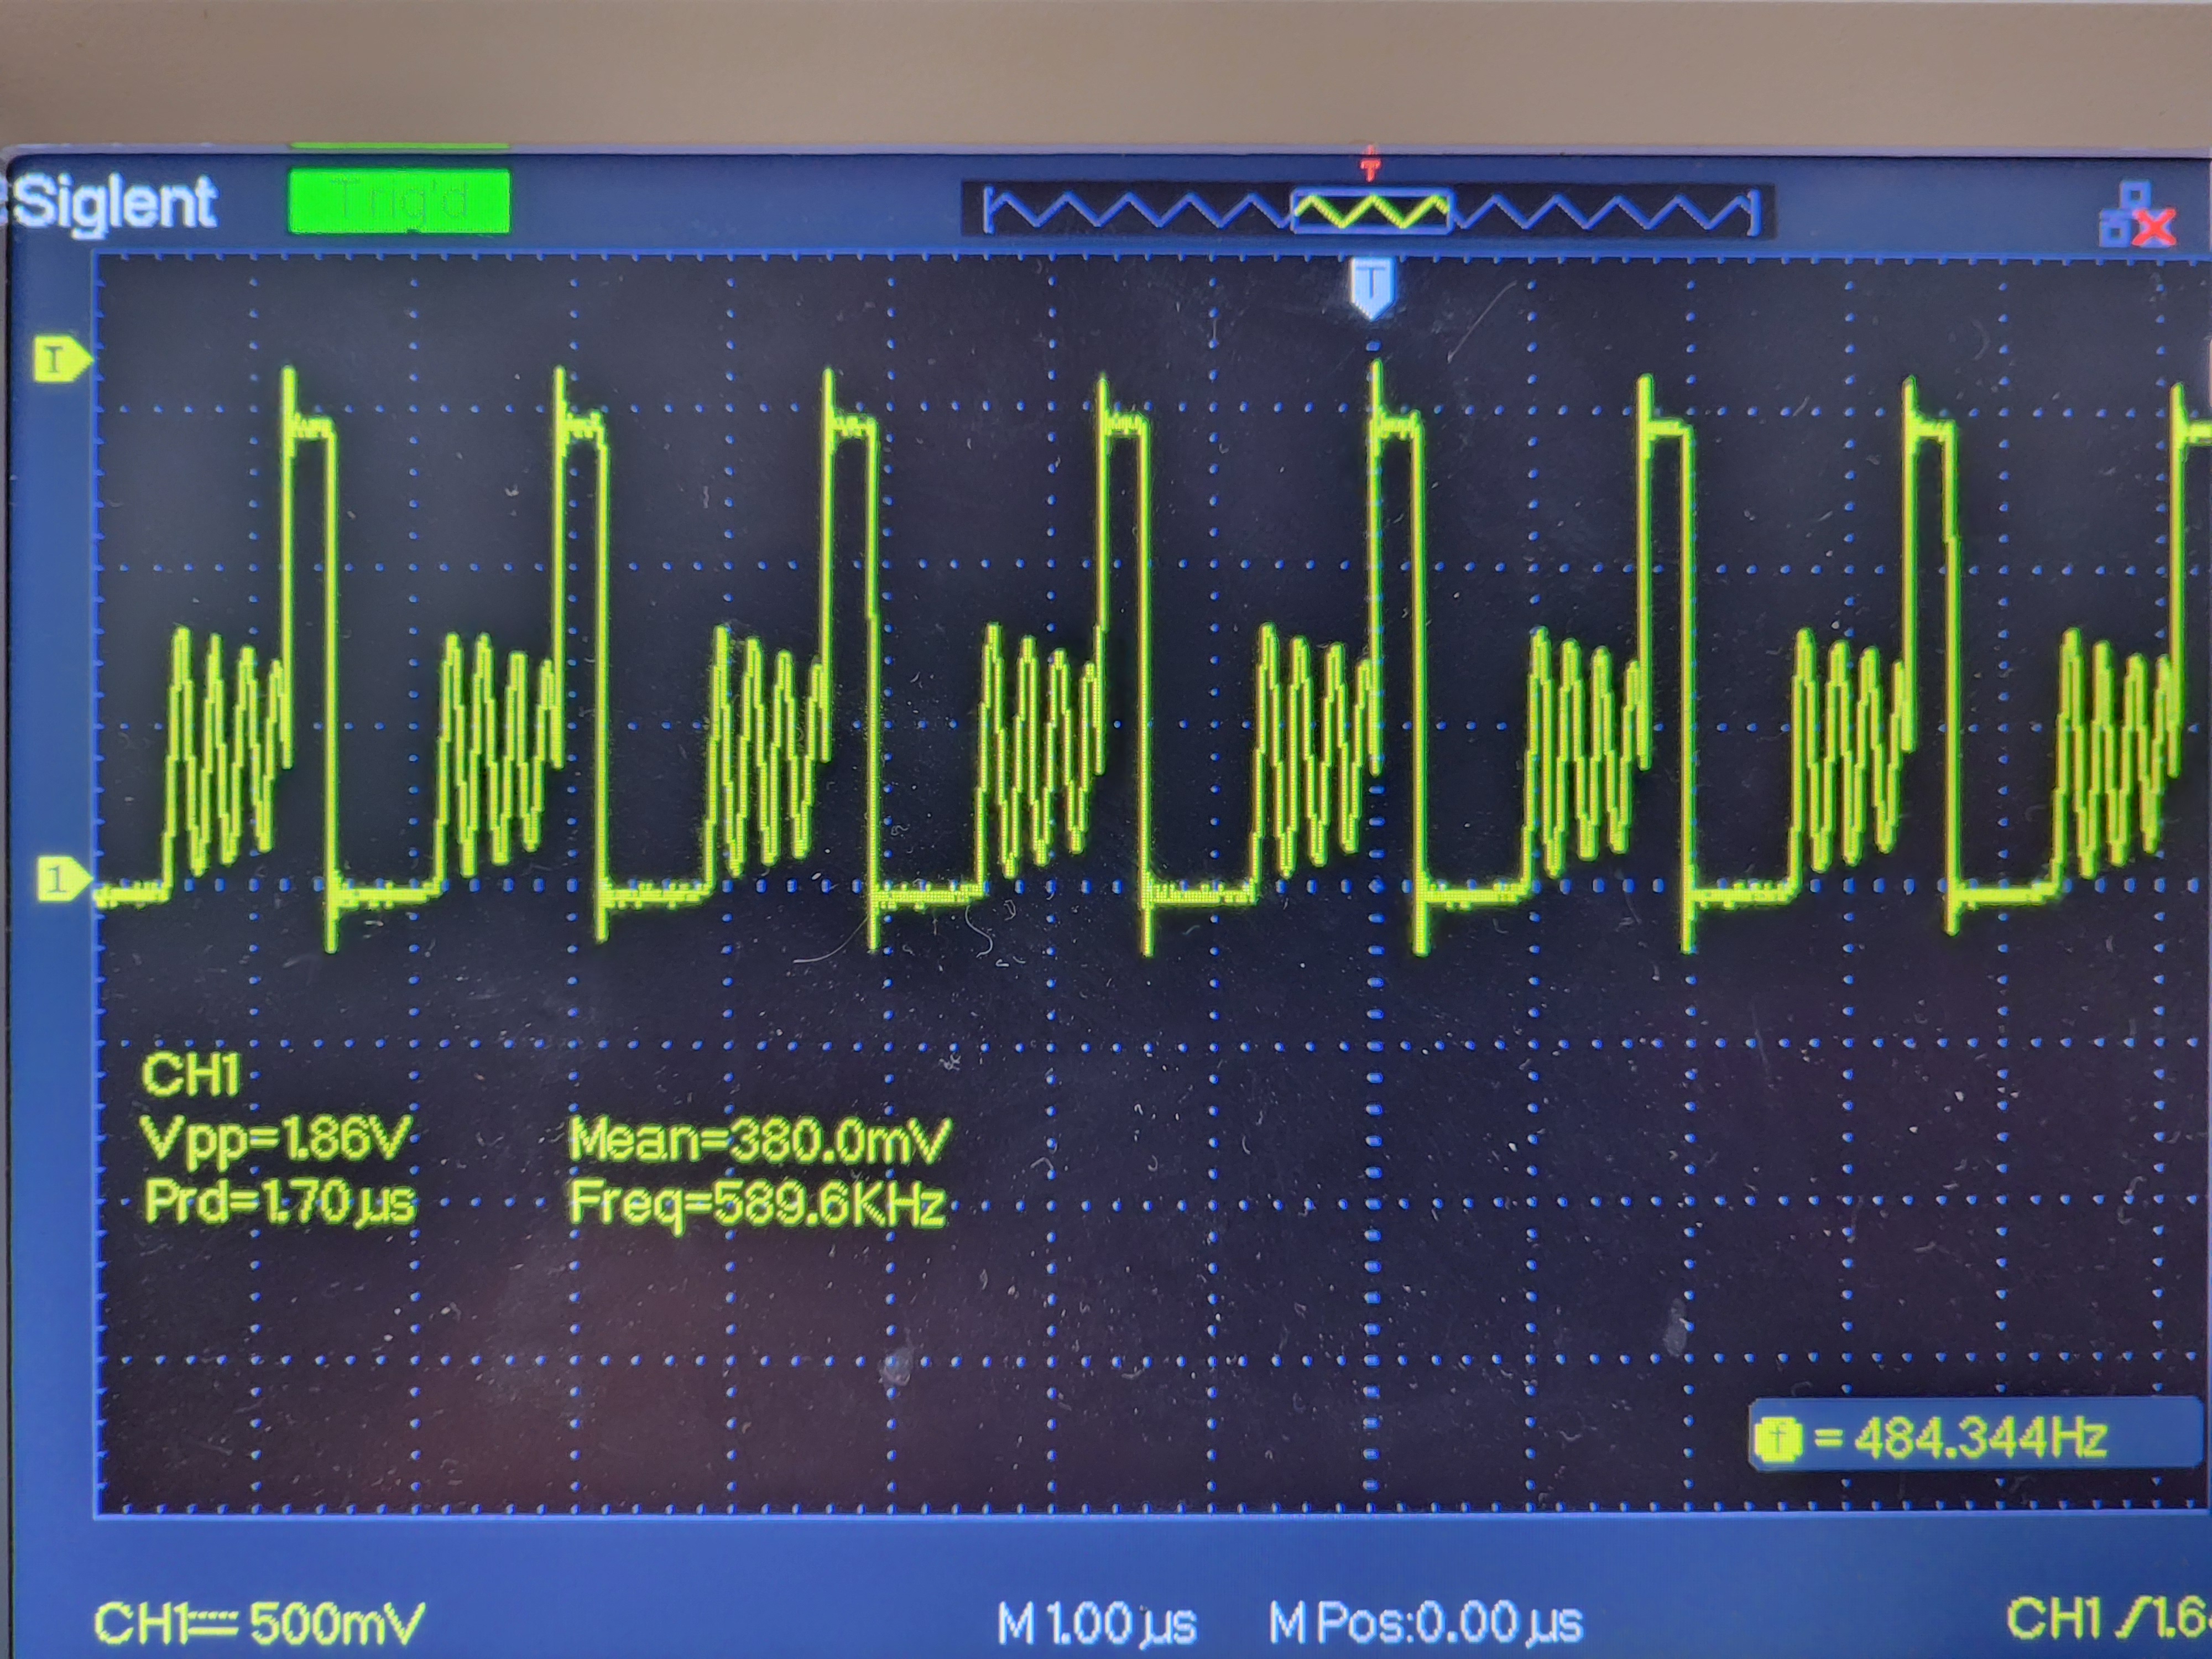 Siglent Trig'd
T
T
T
1
CH1
Vpp=1.86V Mean=380.0mV
Prd=1.70µs Freq=589.6KHz
T = 484.344Hz
CH1 500mV M 1.00µs M Pos:0.00µs CH1 /1.6